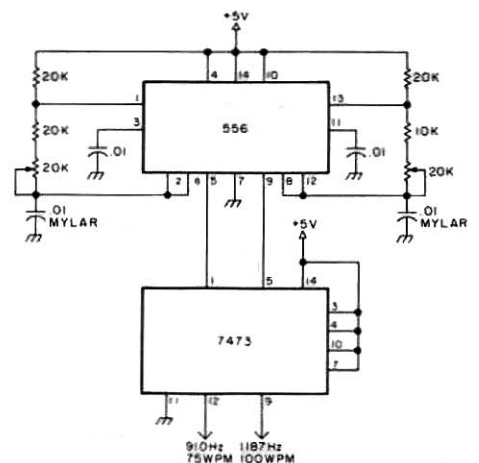 +5V
4 14 10
20K 20K
1 13
20K 3 556 11 10K
.01 .01
20K 2 6 5 7 9 8 12 20K
.01
MYLAR
.01
MYLAR
+5V
1 5 14
3
7473 4
10
7
11 12 9
910Hz 1187Hz
75WPM 100WPM